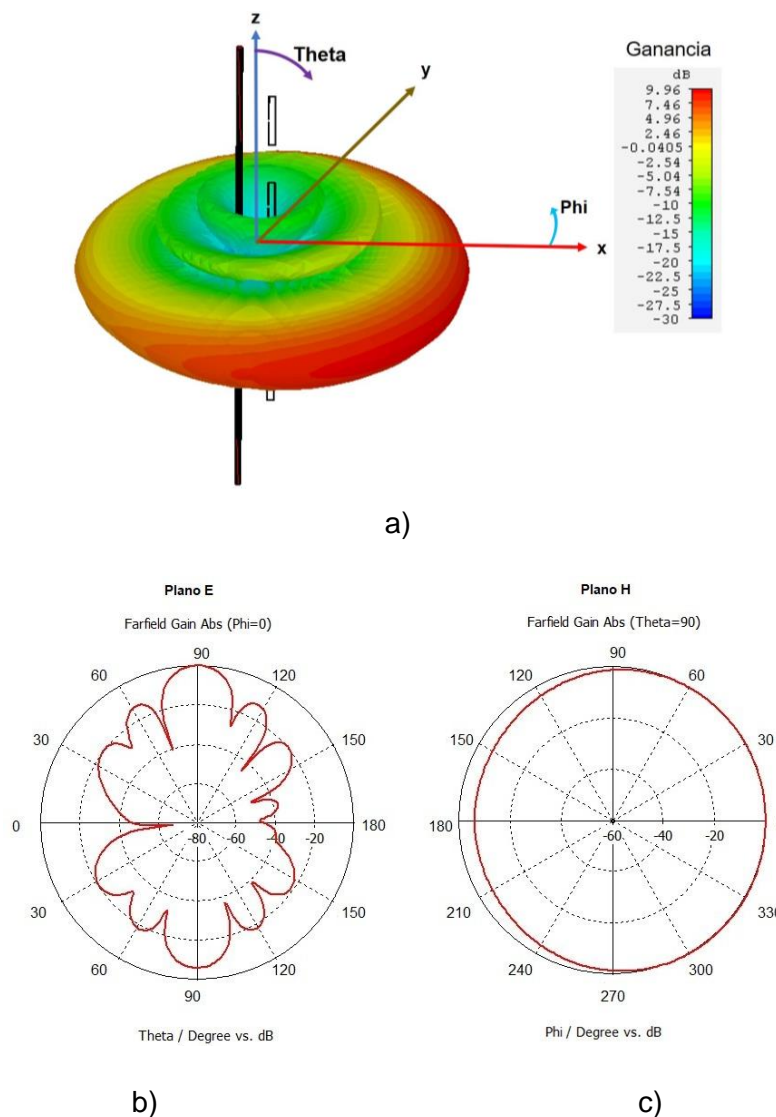 z
Theta
y
Phi
x
Ganancia
dB
9.96
7.46
4.96
2.46
-0.0405
-2.54
-5.04
-7.54
-10
-12.5
-15
-17.5
-20
-22.5
-25
-27.5
-30
a)
Plano E
Farfield Gain Abs (Phi=0)
90
60 120
30 150
0 -80 -60 -40 -20 180
30 150
60 120
90
Theta / Degree vs. dB
b)
Plano H
Farfield Gain Abs (Theta=90)
90
120 60
150 30
180 -60 -40 -20 0
210 330
240 300
270
Phi / Degree vs. dB
c)